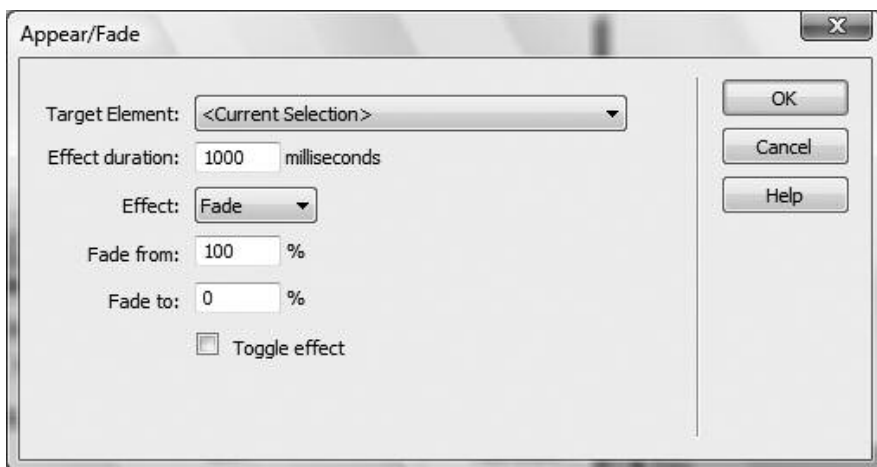 Appear/Fade
Target Element: <Current Selection>
Effect duration: 1000 milliseconds
Effect: Fade
Fade from: 100 %
Fade to: 0 %
Toggle effect
OK
Cancel
Help